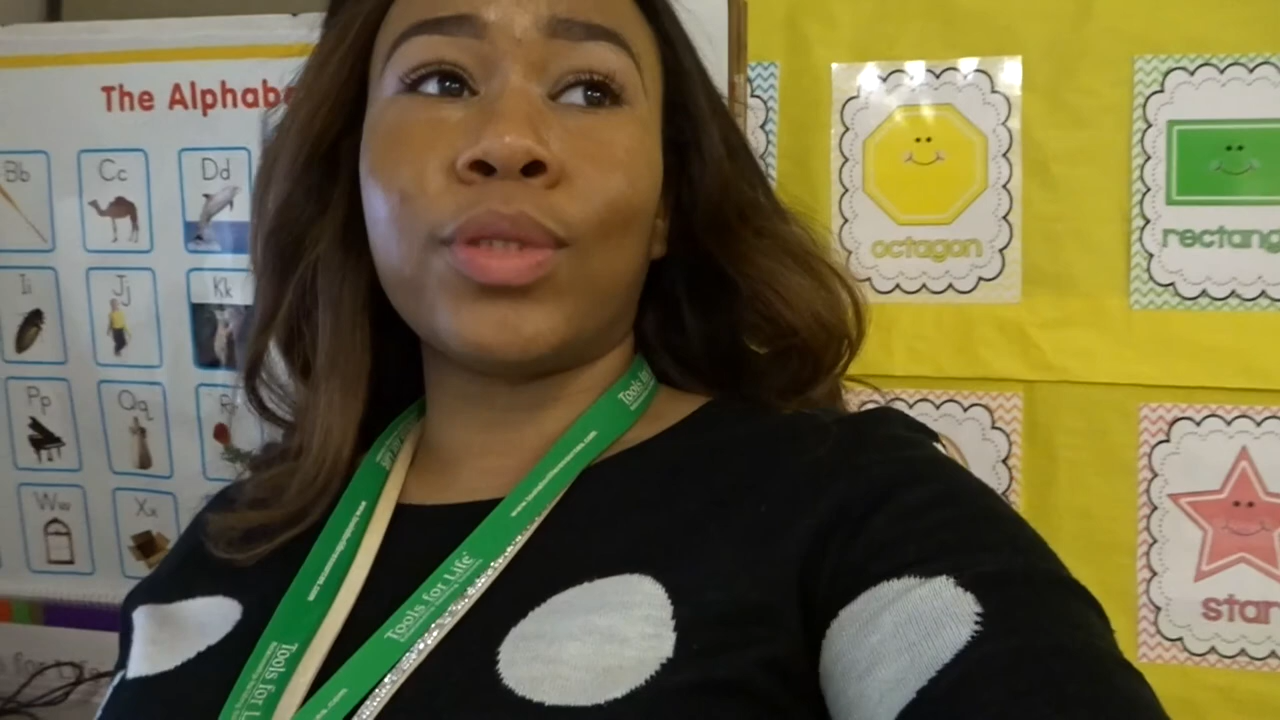 The Alphabe
Bb
Cc
Dd
Ii
Jj
Kk
Pp
Qq
Ww
Xx
octagon
rectang
star
Tools for Life
Tools for L
Tools